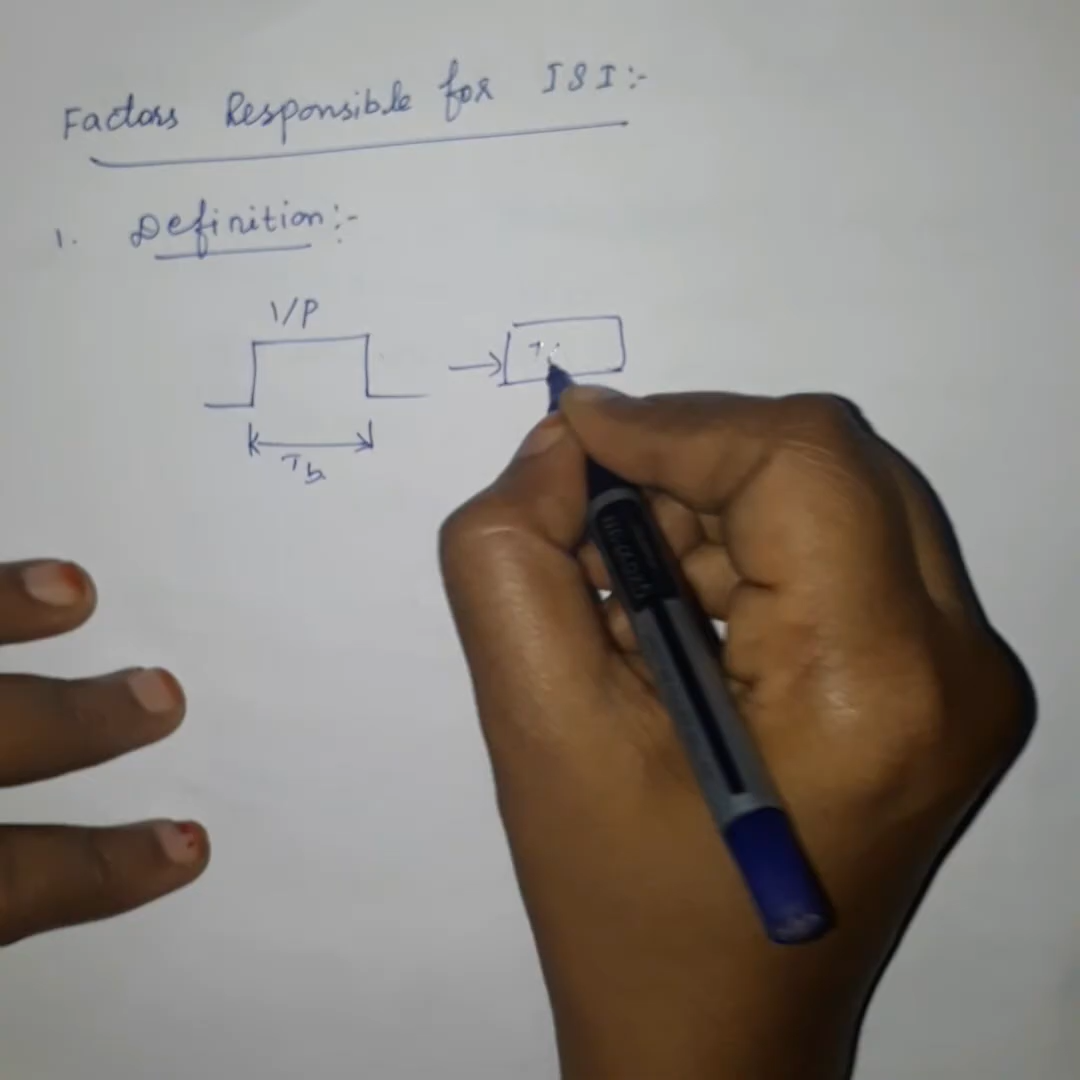 Factors Responsible for ISI:-
1. Definition:-
I/P
Tb